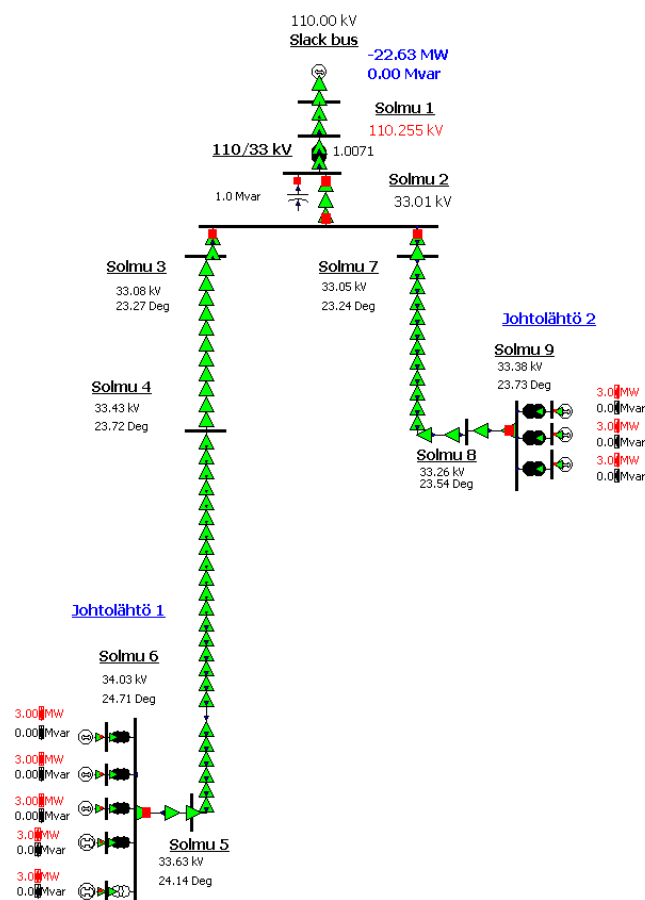 110.00 kV
Slack bus
-22.63 MW
0.00 Mvar
Solmu 1
110.255 kV
110/33 kV
1.0071
Solmu 2
1.0 Mvar
33.01 kV
Solmu 3
33.08 kV
23.27 Deg
Solmu 7
33.05 kV
23.24 Deg
Johtolähtö 2
Solmu 9
33.38 kV
23.73 Deg
Solmu 4
33.43 kV
23.72 Deg
3.0 MW
0.0 Mvar
3.0 MW
0.0 Mvar
3.0 MW
0.0 Mvar
Solmu 8
33.26 kV
23.54 Deg
Johtolähtö 1
Solmu 6
34.03 kV
24.71 Deg
3.00 MW
0.00 Mvar
3.00 MW
0.00 Mvar
3.00 MW
0.00 Mvar
3.0 MW
0.0 Mvar
3.0 MW
0.0 Mvar
Solmu 5
33.63 kV
24.14 Deg